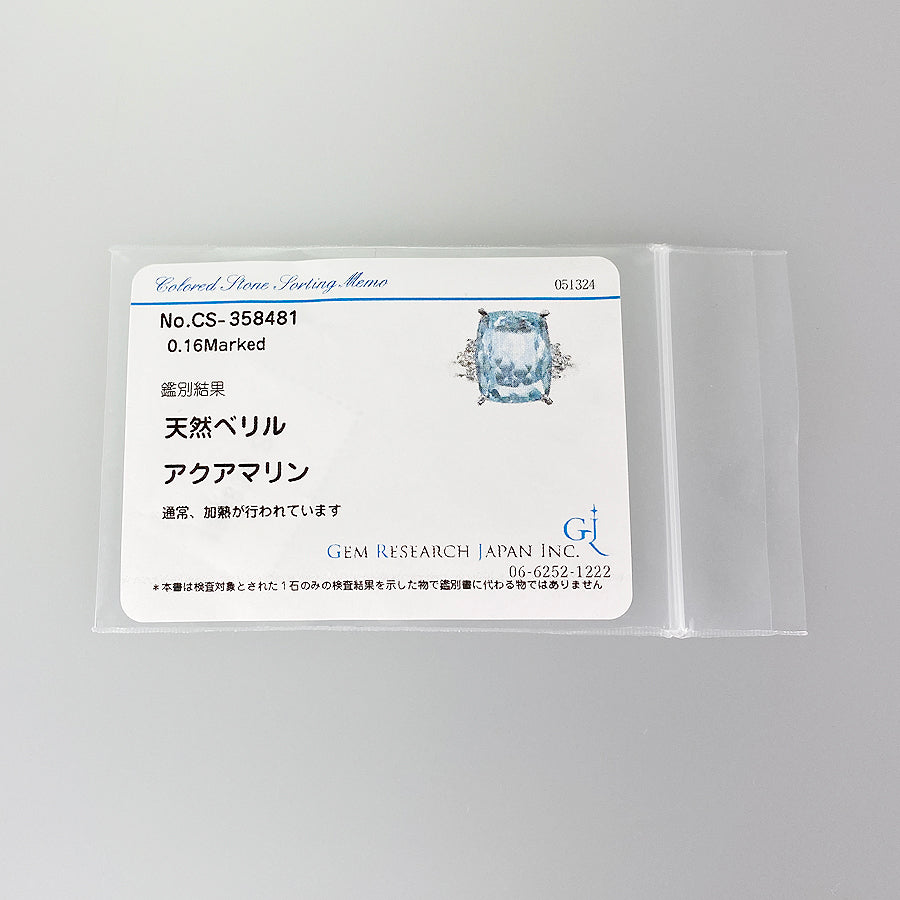 Colored Stone Sorting Memo 051324
No.CS-358481
0.16Marked
鑑別結果
天然ベリル
アクアマリン
通常、加熱が行われています
GJR
GEM RESEARCH JAPAN INC.
06-6252-1222
*本書は検査対象とされた1石のみの検査結果を示した物で鑑別書に代わる物ではありません